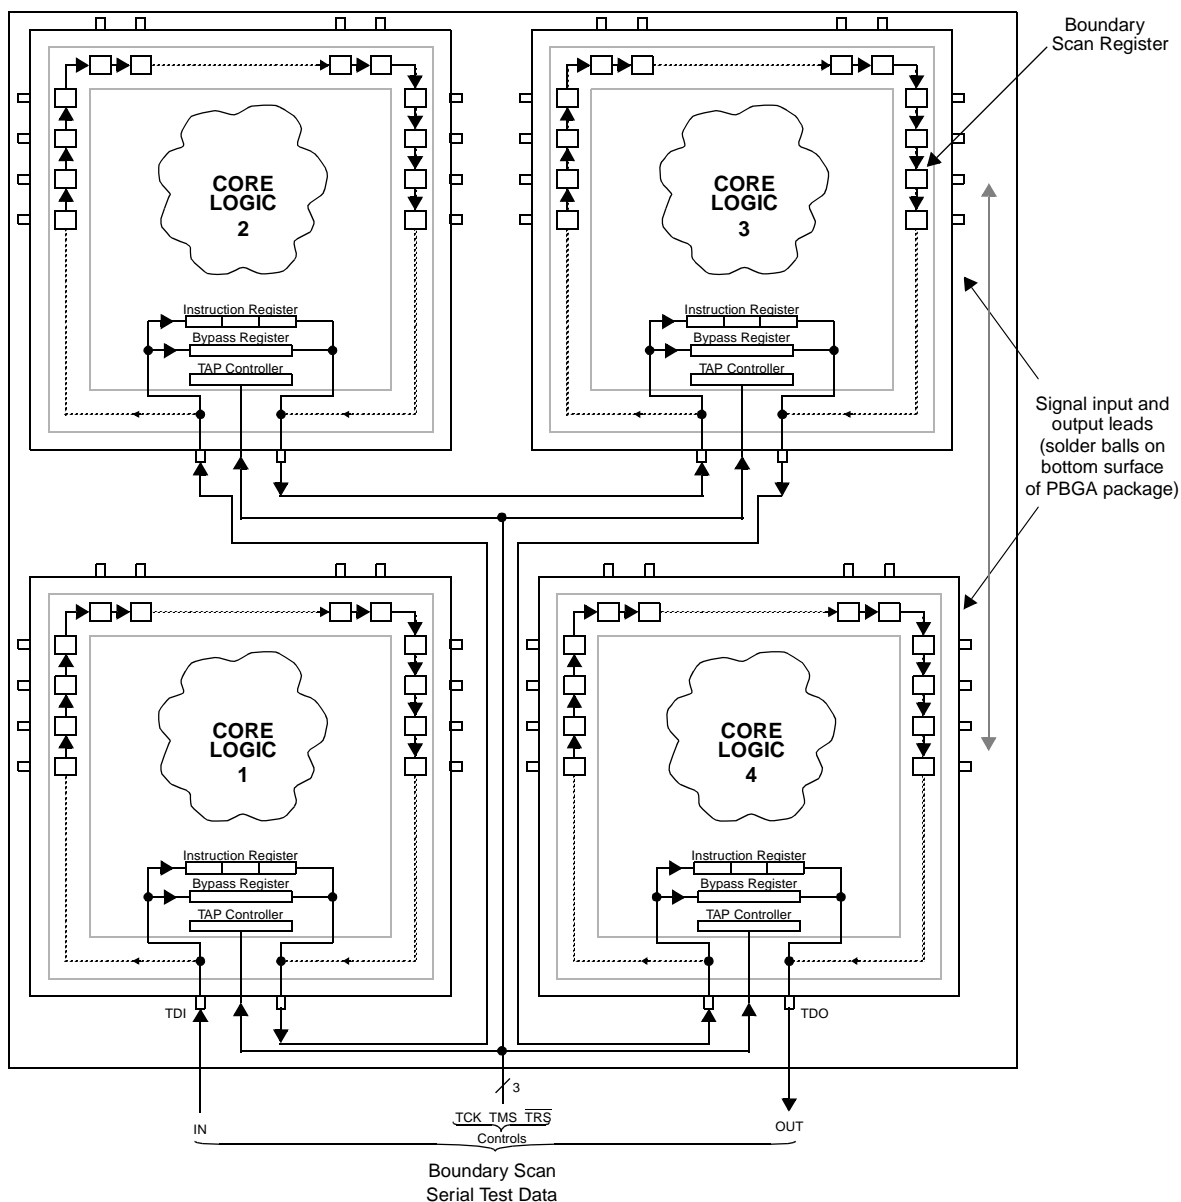 Boundary
Scan Register
CORE
LOGIC
2
Instruction Register
Bypass Register
TAP Controller
CORE
LOGIC
3
Instruction Register
Bypass Register
TAP Controller
Signal input and
output leads
(solder balls on
bottom surface
of PBGA package)
CORE
LOGIC
1
Instruction Register
Bypass Register
TAP Controller
CORE
LOGIC
4
Instruction Register
Bypass Register
TAP Controller
TDI
TDO
3
IN
TCK TMS TRS
OUT
Controls
Boundary Scan
Serial Test Data